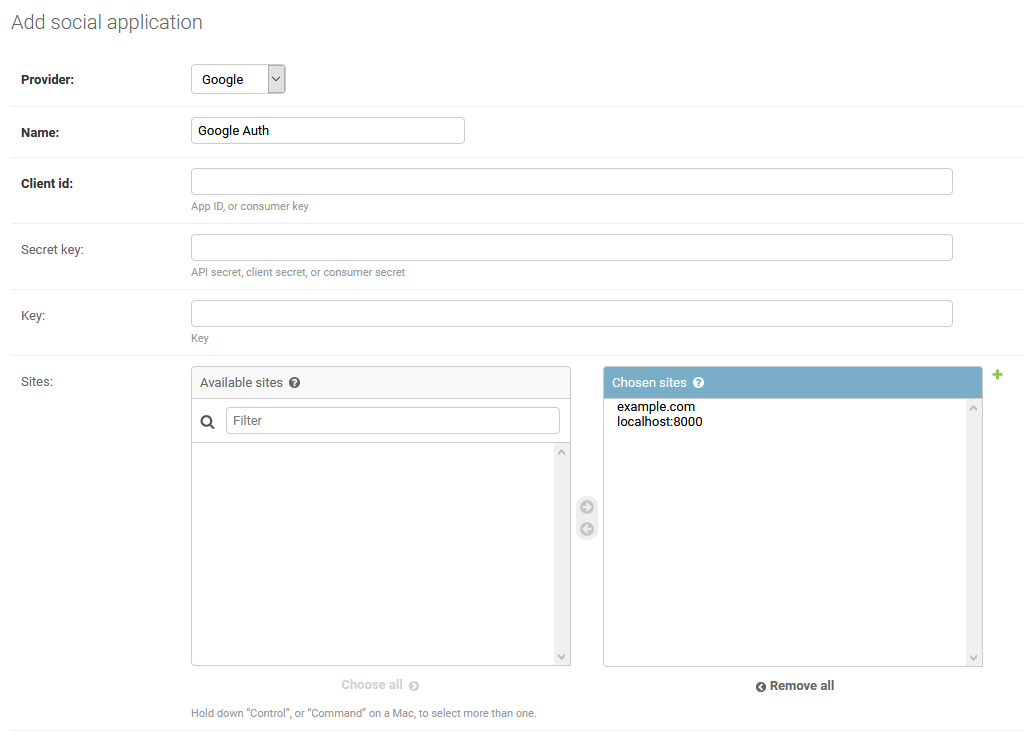 Add social application
Provider:
Google
Name:
Google Auth
Client id:
App ID, or consumer key
Secret key:
API secret, client secret, or consumer secret
Key:
Key
Sites:
Available sites ?
Chosen sites ?
Filter
example.com
localhost:8000
Choose all
Remove all
Hold down “Control”, or “Command” on a Mac, to select more than one.